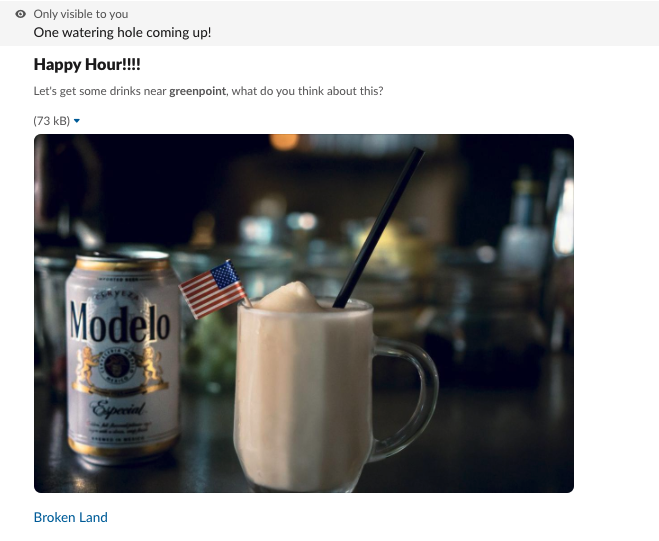 Only visible to you
One watering hole coming up!
Happy Hour!!!!
Let's get some drinks near greenpoint, what do you think about this?
(73 kB)
CERVEZA
Modelo
Especial
Broken Land